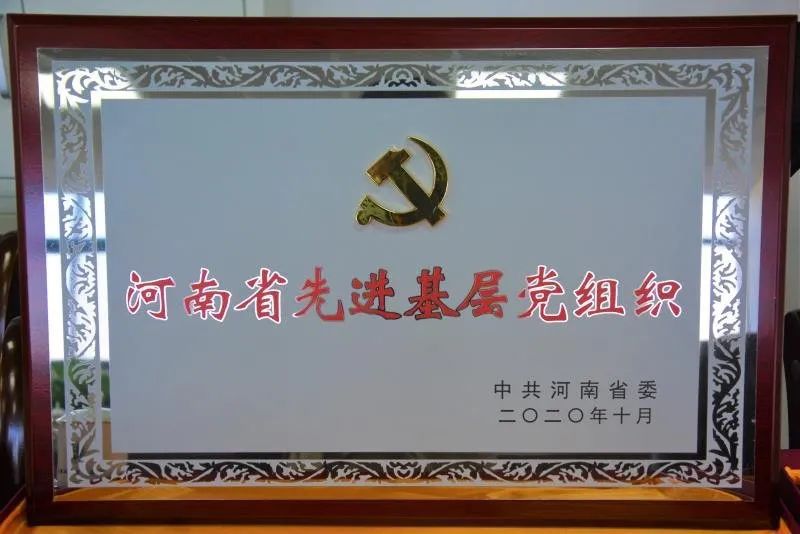 河南省先进基层党组织
中共河南省委
二〇二〇年十月